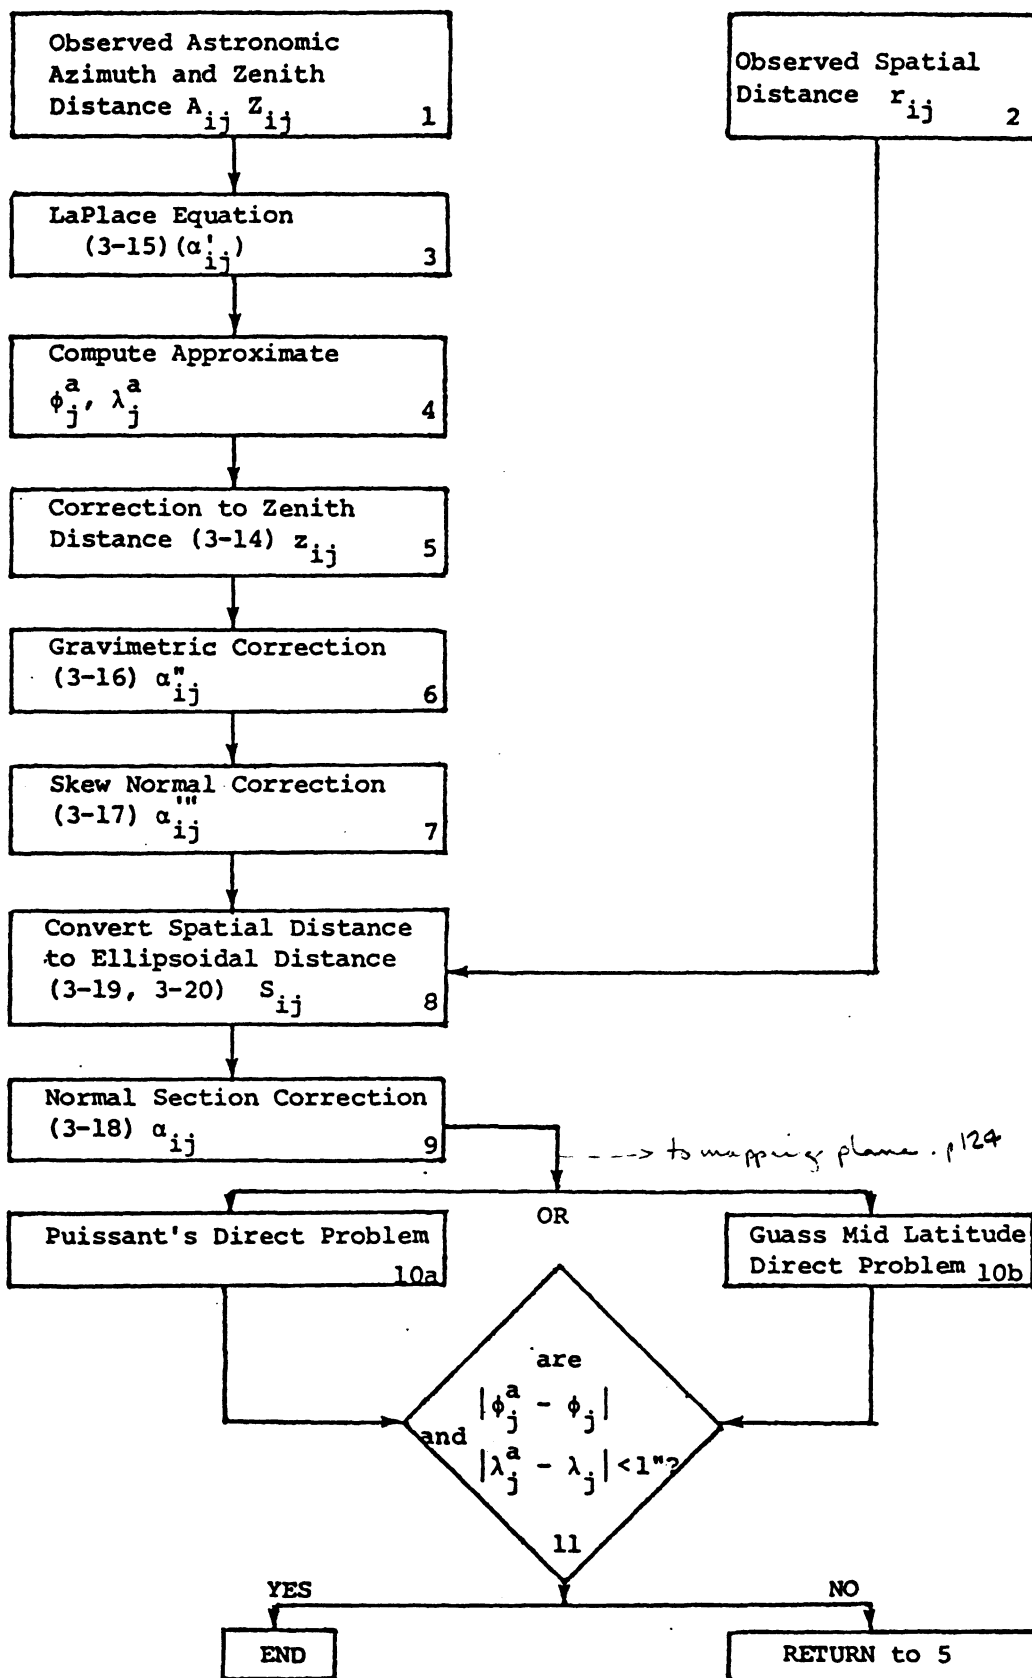 Observed Astronomic
Azimuth and Zenith
Distance A_ij Z_ij
1
Observed Spatial
Distance r_ij
2
LaPlace Equation
(3-15) (α'_ij)
3
Compute Approximate
ϕ_j^a, λ_j^a
4
Correction to Zenith
Distance (3-14) z_ij
5
Gravimetric Correction
(3-16) α"_ij
6
Skew Normal Correction
(3-17) α'''_ij
7
Convert Spatial Distance
to Ellipsoidal Distance
(3-19, 3-20) S_ij
8
Normal Section Correction
(3-18) α_ij
9
----> to mapping plane. p124
OR
Puissant's Direct Problem
10a
Guass Mid Latitude
Direct Problem 10b
are
|ϕ_j^a - ϕ_j|
and
|λ_j^a - λ_j| <1"?
11
YES
NO
END
RETURN to 5